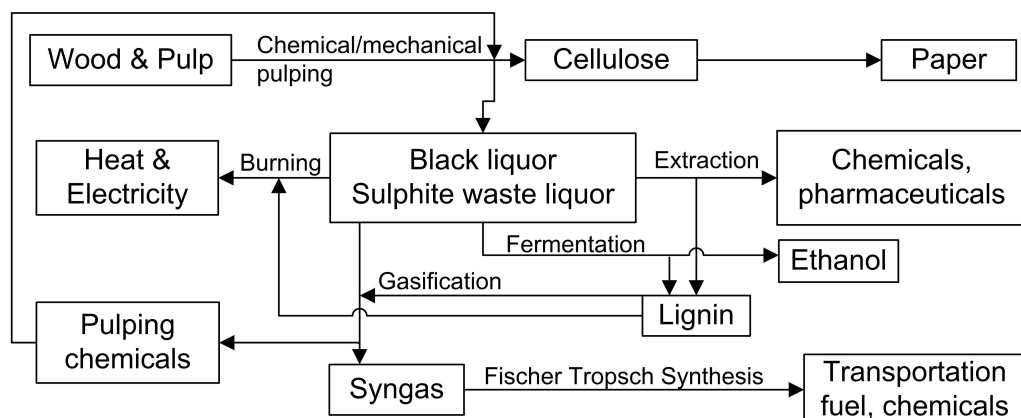 Wood & Pulp
Chemical/mechanical
pulping
Cellulose
Paper
Heat &
Electricity
Burning
Black liquor
Sulphite waste liquor
Extraction
Chemicals,
pharmaceuticals
Fermentation
Ethanol
Gasification
Lignin
Pulping
chemicals
Syngas
Fischer Tropsch Synthesis
Transportation
fuel, chemicals